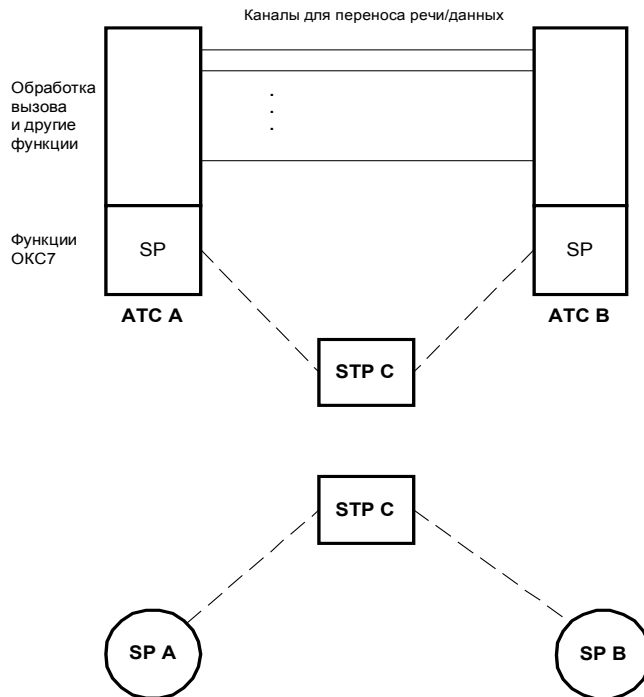 Каналы для переноса речи/данных
Обработка
вызова
и другие
функции
Функции
ОКС7
SP
SP
АТС А
АТС В
STP C
STP C
SP A
SP B